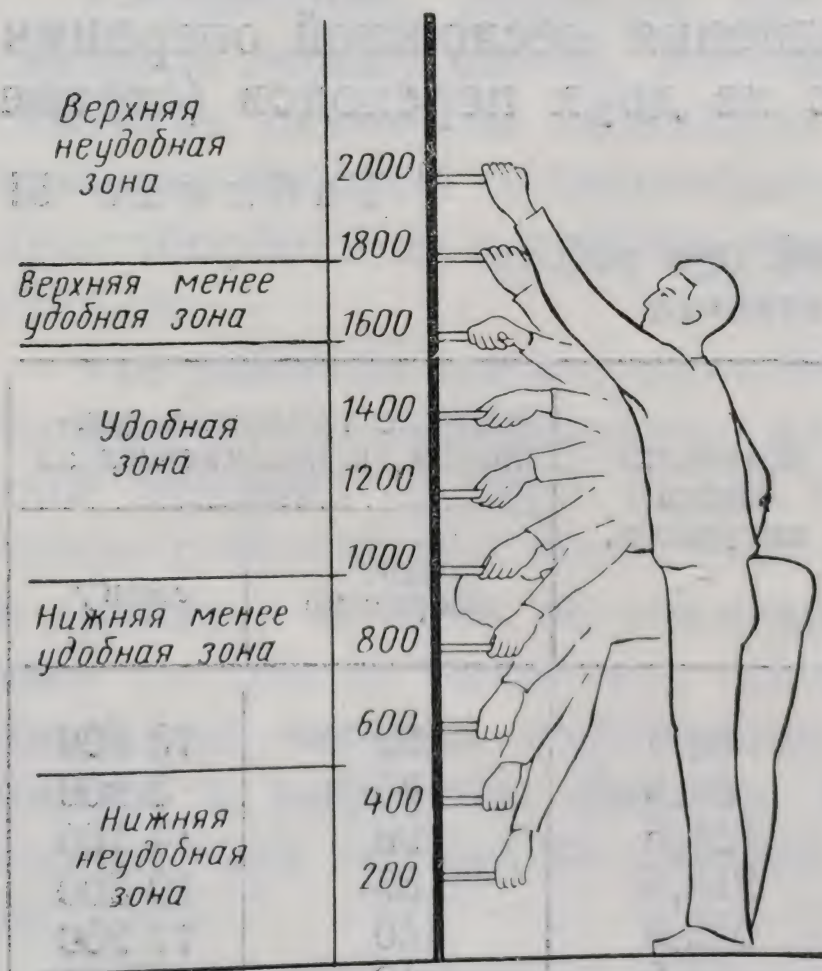 Верхняя
неудобная
зона
2000
1800
Верхняя менее
удобная зона
1600
1400
Удобная
зона
1200
1000
Нижняя менее
удобная зона
800
600
400
Нижняя
неудобная
зона
200